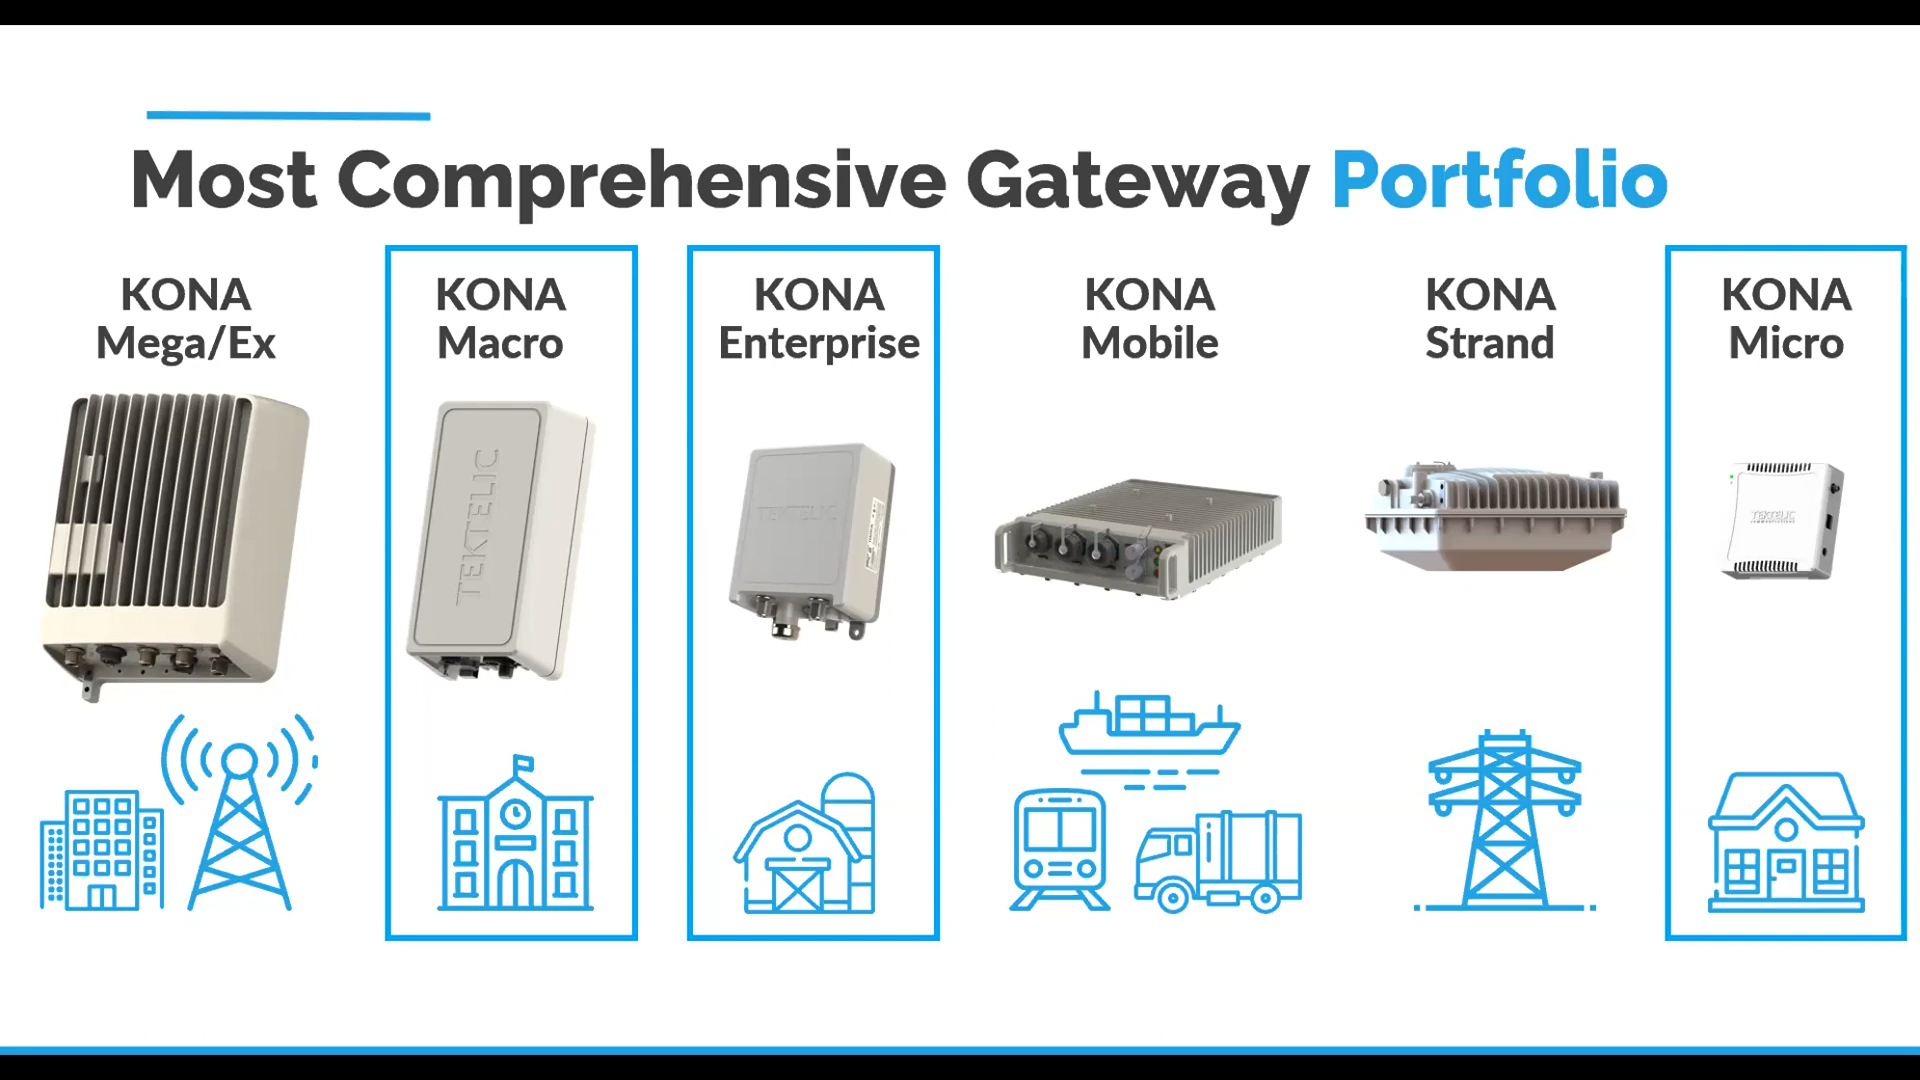 Most Comprehensive Gateway Portfolio
KONA
Mega/Ex
KONA
Macro
KONA
Enterprise
KONA
Mobile
KONA
Strand
KONA
Micro
TEKTELIC
TEKTELIC
TEKTELIC